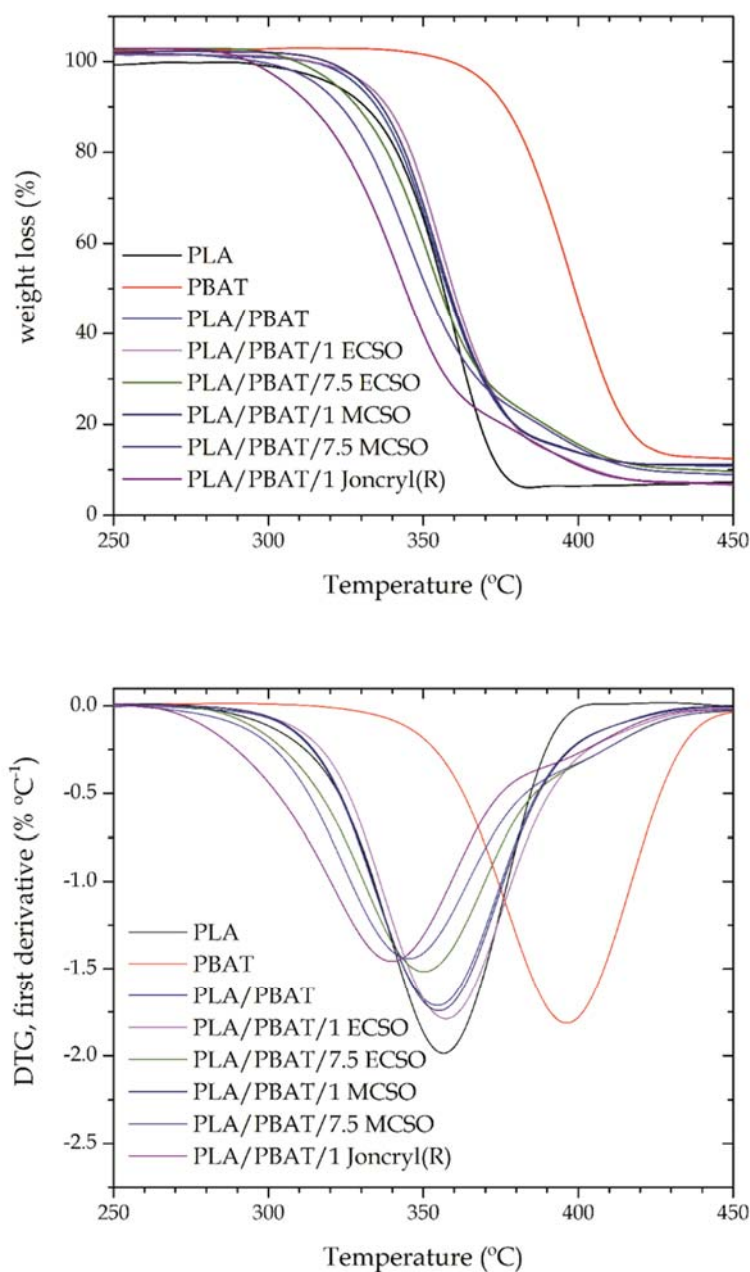 100
80
60
40
20
0
weight loss (%)
PLA
PBAT
PLA/PBAT
PLA/PBAT/1 ECSO
PLA/PBAT/7.5 ECSO
PLA/PBAT/1 MCSO
PLA/PBAT/7.5 MCSO
PLA/PBAT/1 Joncryl(R)
250 300 350 400 450
Temperature (ºC)
0.0
-0.5
-1.0
-1.5
-2.0
-2.5
DTG, first derivative (% ºC⁻¹)
PLA
PBAT
PLA/PBAT
PLA/PBAT/1 ECSO
PLA/PBAT/7.5 ECSO
PLA/PBAT/1 MCSO
PLA/PBAT/7.5 MCSO
PLA/PBAT/1 Joncryl(R)
250 300 350 400 450
Temperature (ºC)